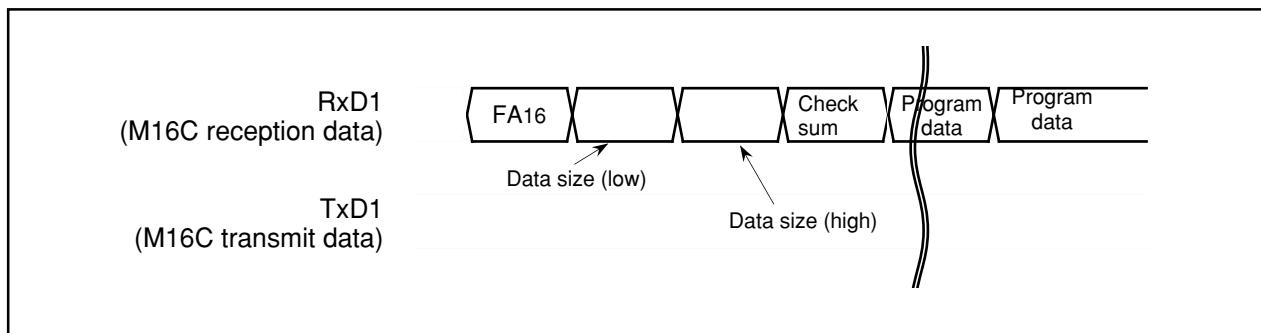 RxD1
(M16C reception data)
FA16
Check
sum
Program
data
Program
data
Data size (low)
Data size (high)
TxD1
(M16C transmit data)